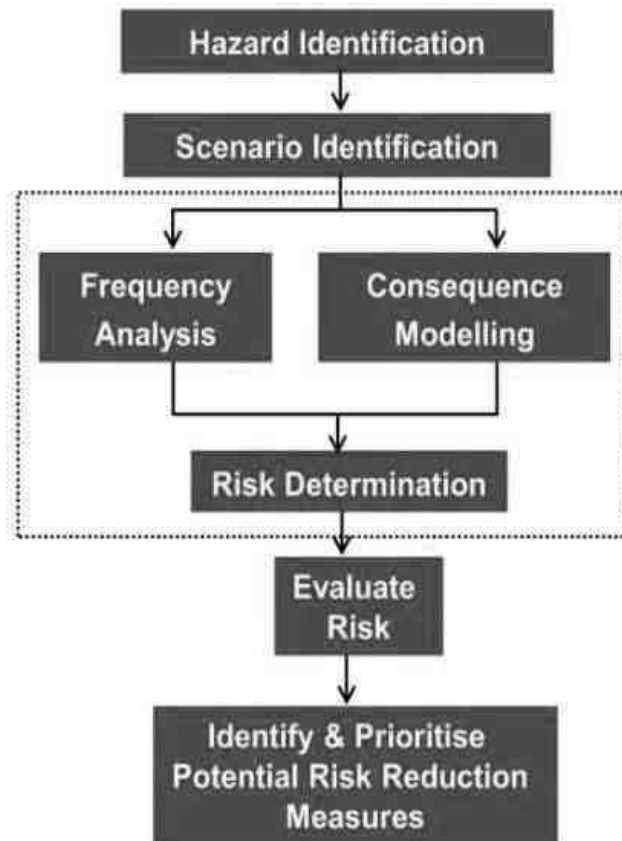 Hazard Identification
Scenario Identification
Frequency
Analysis
Consequence
Modelling
Risk Determination
Evaluate
Risk
Identify & Prioritise
Potential Risk Reduction
Measures